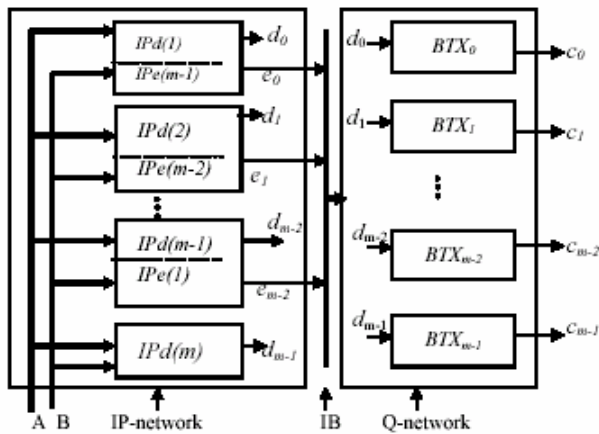 IPd(1)
IPe(m-1)
d0
e0
IPd(2)
IPe(m-2)
d1
e1
IPd(m-1)
IPe(1)
dm-2
em-2
IPd(m)
dm-1
d0
BTX0
c0
d1
BTX1
c1
dm-2
BTXm-2
cm-2
dm-1
BTXm-1
cm-1
A B IP-network IB Q-network